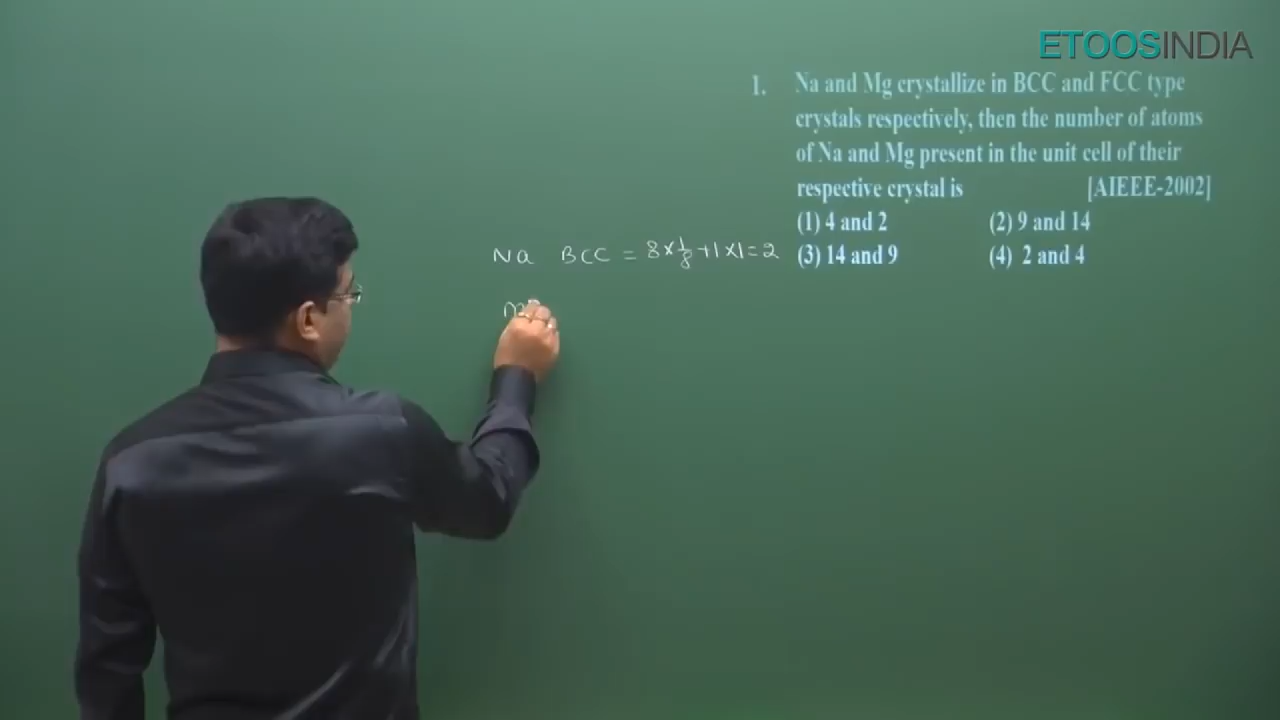 ETOOSINDIA
1. Na and Mg crystallize in BCC and FCC type
crystals respectively, then the number of atoms
of Na and Mg present in the unit cell of their
respective crystal is [AIEEE-2002]
(1) 4 and 2 (2) 9 and 14
(3) 14 and 9 (4) 2 and 4
Na BCC = 8 × 1/8 + 1 × 1 = 2